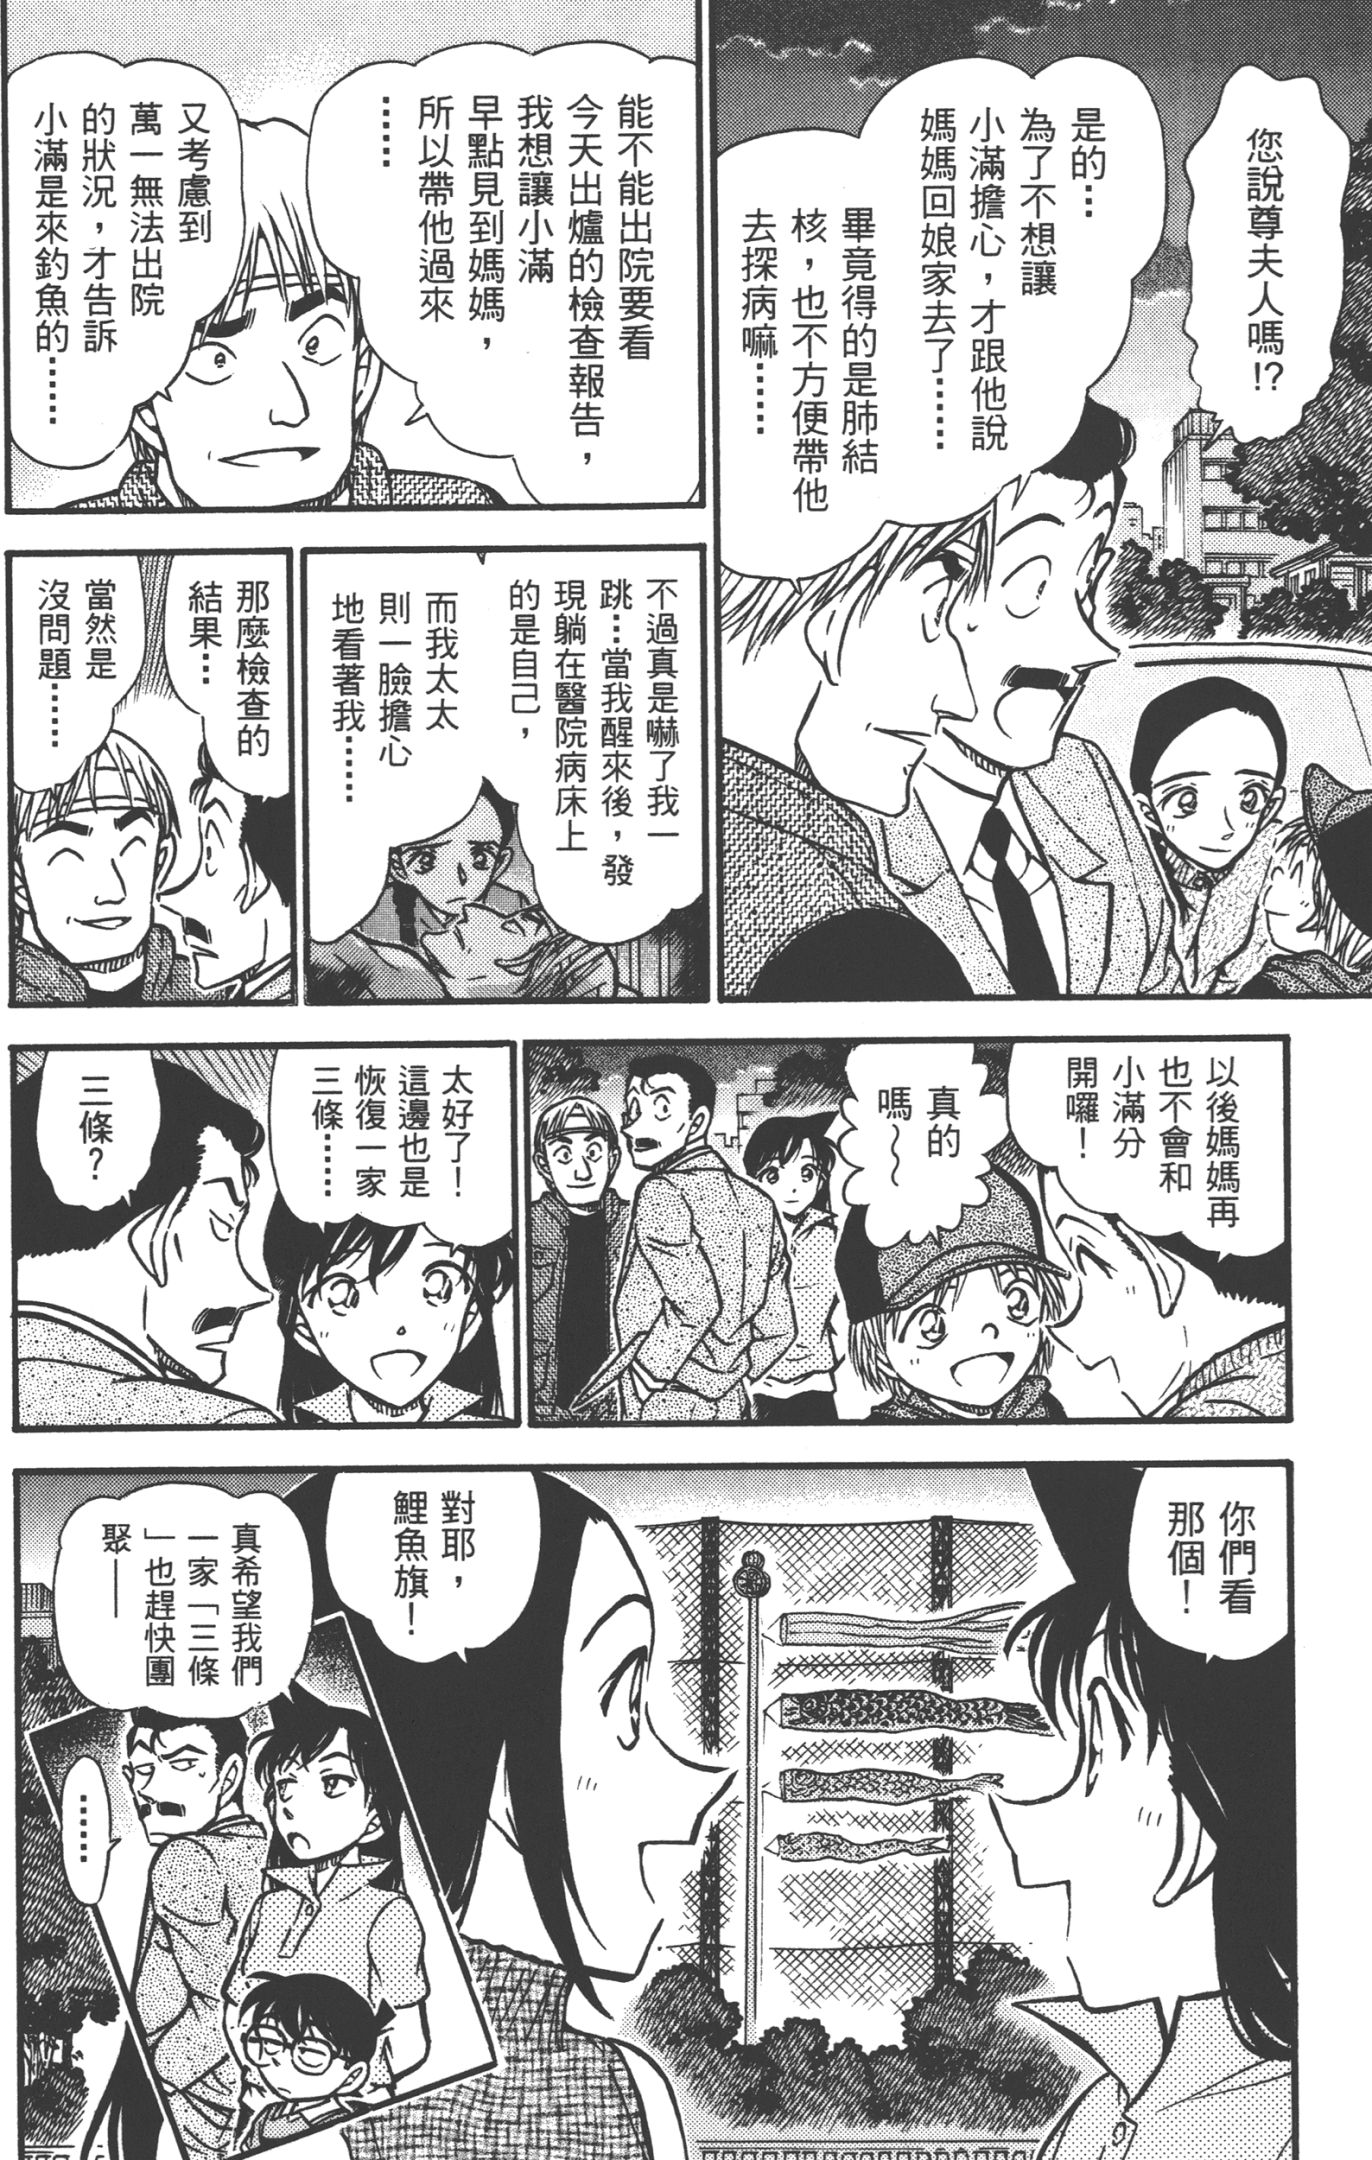 您說尊夫人嗎!?
是的…
為了不想讓
小滿擔心，才跟他說
媽媽回娘家去了……
畢竟得的是肺結
核，也不方便帶他
去探病嘛……
能不能出院要看
今天出爐的檢查報告，
我想讓小滿
早點見到媽媽，
所以帶他過來
……
又考慮到
萬一無法出院
的狀況，才告訴
小滿是來釣魚的……
不過真是嚇了我一
跳…當我醒來後，發
現躺在醫院病床上
的是自己，
而我太太
則一臉擔心
地看著我……
那麼檢查的
結果…
當然是
沒問題……
以後媽媽再
也不會和
小滿分
開囉！
真的
嗎～
太好了！
這邊也是
恢復一家
三條……
三條？
你們看
那個！
對耶，
鯉魚旗！
真希望我們
一家「三條
」也趕快團
聚──
……